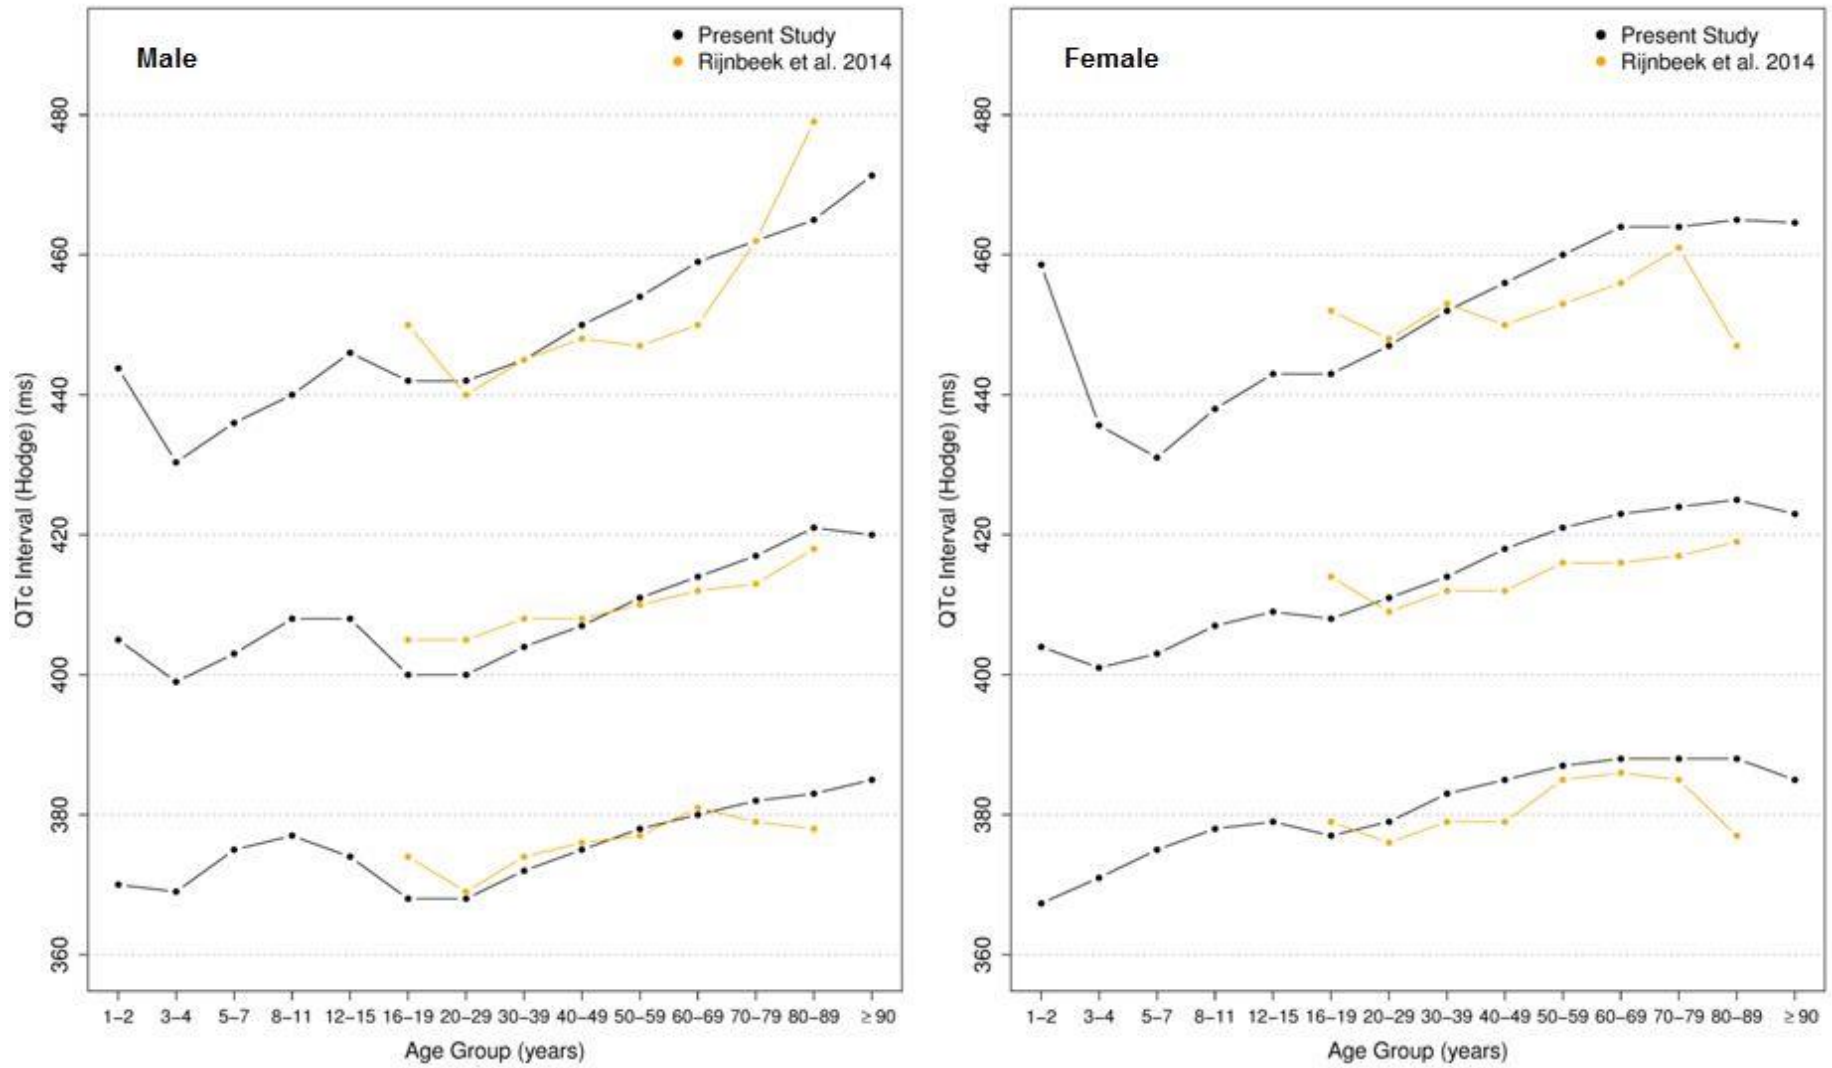 Male
Present Study
Rijnbeek et al. 2014
QTc Interval (Hodge) (ms)
480
460
440
420
400
380
360
1–2 3–4 5–7 8–11 12–15 16–19 20–29 30–39 40–49 50–59 60–69 70–79 80–89 ≥ 90
Age Group (years)
Female
Present Study
Rijnbeek et al. 2014
QTc Interval (Hodge) (ms)
480
460
440
420
400
380
360
1–2 3–4 5–7 8–11 12–15 16–19 20–29 30–39 40–49 50–59 60–69 70–79 80–89 ≥ 90
Age Group (years)